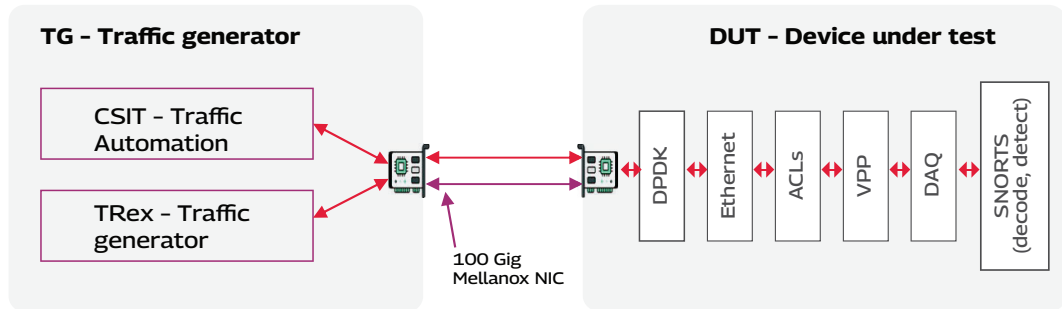 TG – Traffic generator
CSIT – Traffic
Automation
TRex – Traffic
generator
100 Gig
Mellanox NIC
DUT – Device under test
DPDK
Ethernet
ACLs
VPP
DAQ
SNORTS
(decode, detect)